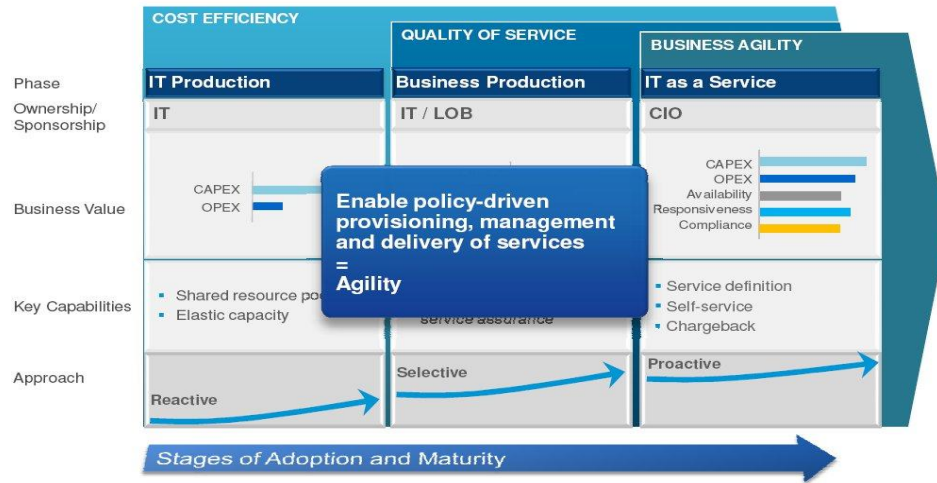 COST EFFICIENCY
QUALITY OF SERVICE
BUSINESS AGILITY
Phase
IT Production
Business Production
IT as a Service
Ownership/
Sponsorship
IT
IT / LOB
CIO
Business Value
CAPEX
OPEX
CAPEX
OPEX
Availability
Responsiveness
Compliance
Enable policy-driven
provisioning, management
and delivery of services
=
Agility
Key Capabilities
Shared resource
Elastic capacity
service assurance
Service definition
Self-service
Chargeback
Approach
Reactive
Selective
Proactive
Stages of Adoption and Maturity